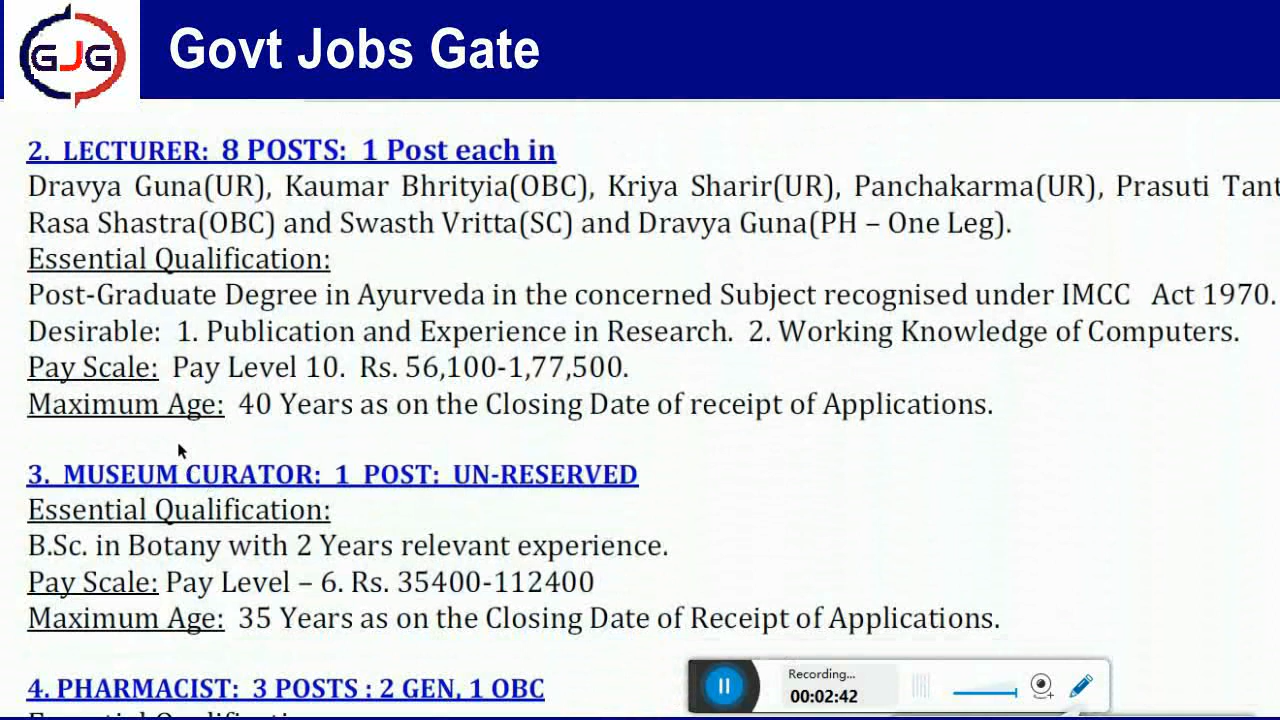 GJG
Govt Jobs Gate
2. LECTURER: 8 POSTS: 1 Post each in
Dravya Guna(UR), Kaumar Bhrityia(OBC), Kriya Sharir(UR), Panchakarma(UR), Prasuti Tant
Rasa Shastra(OBC) and Swasth Vritta(SC) and Dravya Guna(PH – One Leg).
Essential Qualification:
Post-Graduate Degree in Ayurveda in the concerned Subject recognised under IMCC Act 1970.
Desirable: 1. Publication and Experience in Research. 2. Working Knowledge of Computers.
Pay Scale: Pay Level 10. Rs. 56,100-1,77,500.
Maximum Age: 40 Years as on the Closing Date of receipt of Applications.
3. MUSEUM CURATOR: 1 POST: UN-RESERVED
Essential Qualification:
B.Sc. in Botany with 2 Years relevant experience.
Pay Scale: Pay Level – 6. Rs. 35400-112400
Maximum Age: 35 Years as on the Closing Date of Receipt of Applications.
4. PHARMACIST: 3 POSTS : 2 GEN, 1 OBC
Recording...
00:02:42